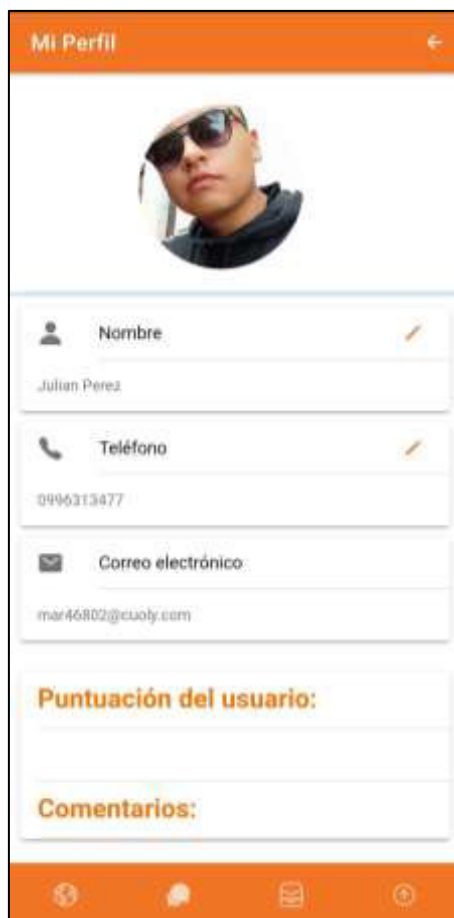 Mi Perfil
Nombre
Julian Perez
Teléfono
0996313477
Correo electrónico
mar46802@cuoly.com
Puntuación del usuario:
Comentarios: